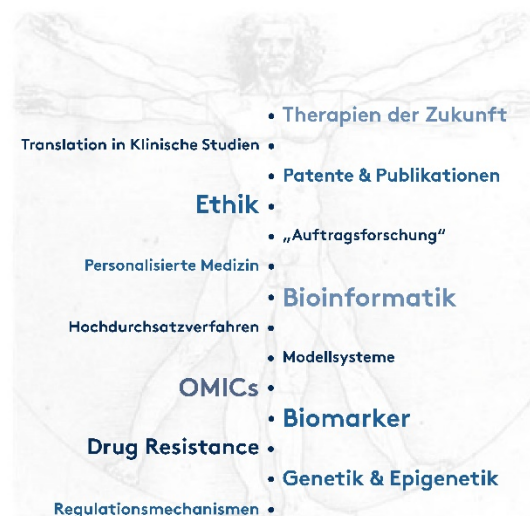 Therapien der Zukunft
Translation in Klinische Studien
Patente & Publikationen
Ethik
„Auftragsforschung“
Personalisierte Medizin
Bioinformatik
Hochdurchsatzverfahren
Modellsysteme
OMICs
Biomarker
Drug Resistance
Genetik & Epigenetik
Regulationsmechanismen